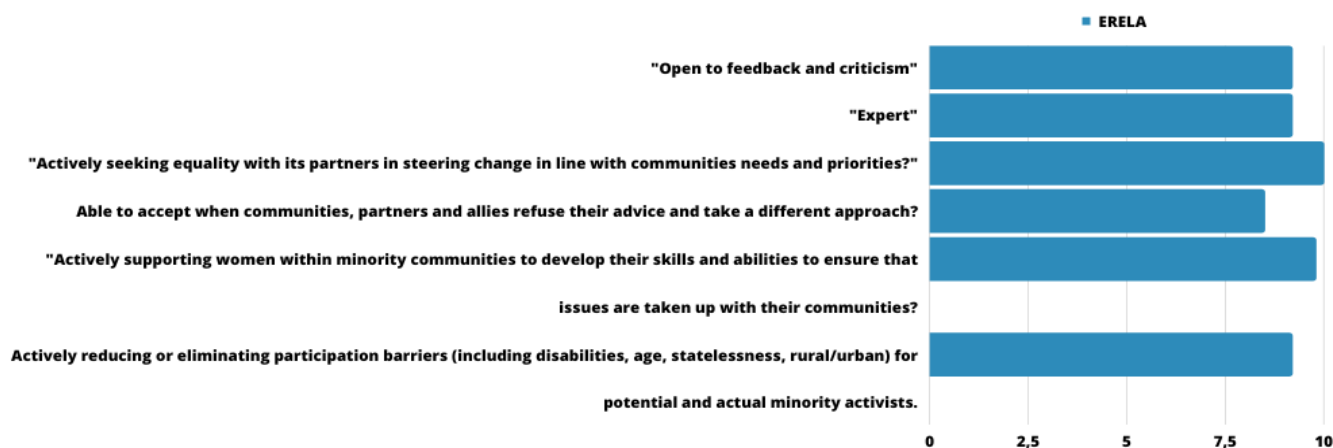 ERELA
"Open to feedback and criticism"
"Expert"
"Actively seeking equality with its partners in steering change in line with communities needs and priorities?"
Able to accept when communities, partners and allies refuse their advice and take a different approach?
"Actively supporting women within minority communities to develop their skills and abilities to ensure that
issues are taken up with their communities?
Actively reducing or eliminating participation barriers (including disabilities, age, statelessness, rural/urban) for
potential and actual minority activists.
0 2,5 5 7,5 10